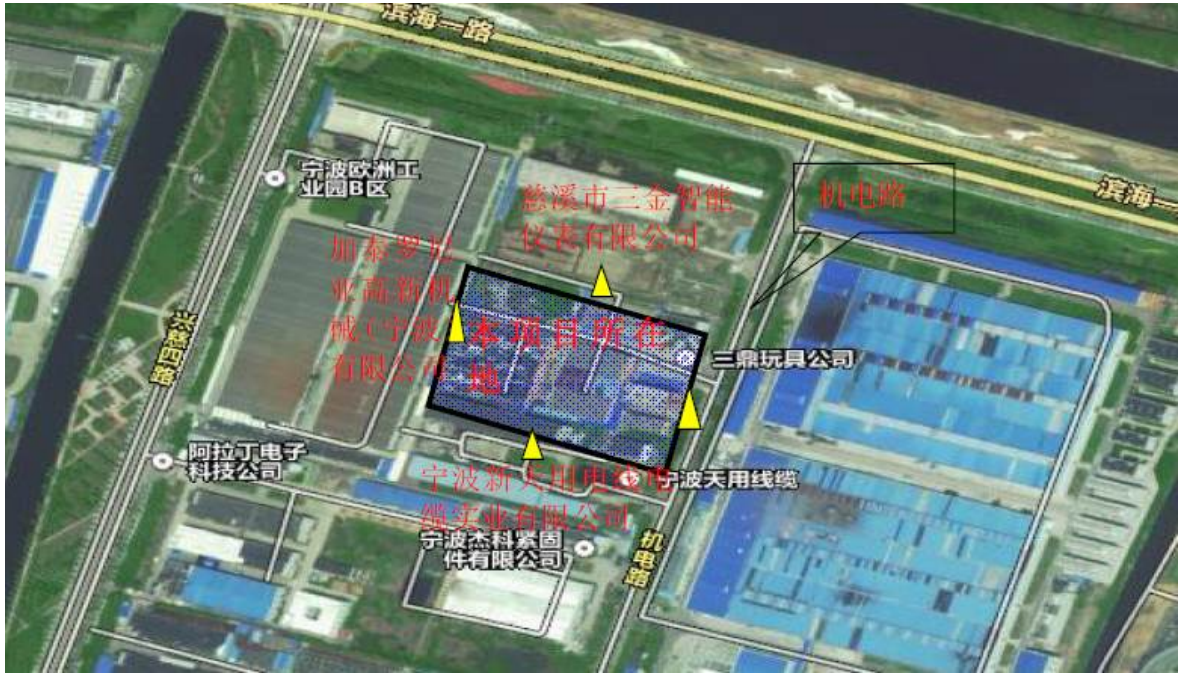 滨海一路
宁波欧洲工
业园B区
慈溪市三金智能
仪表有限公司
机电路
滨海一
加泰罗尼
亚高新机
械(宁波)
有限公司
本项目所在
地
三鼎玩具公司
兴慈四路
阿拉丁电子
科技公司
宁波新天用电线电
缆实业有限公司
宁波天用线缆
宁波杰科紧固
件有限公司
机电路